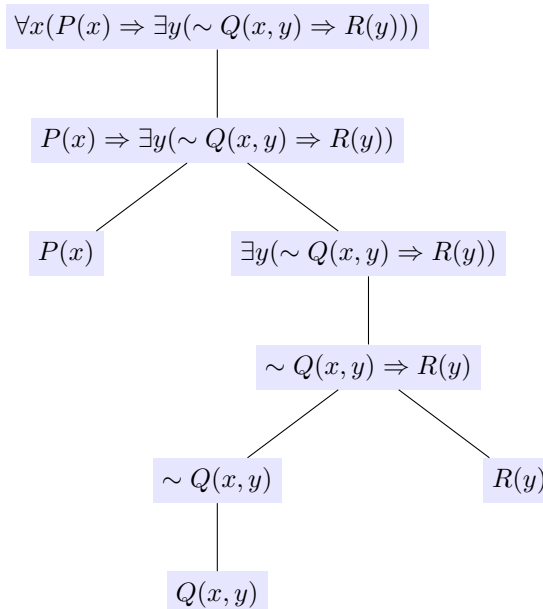 ∀x(P(x) ⇒ ∃y(∼ Q(x, y) ⇒ R(y)))
P(x) ⇒ ∃y(∼ Q(x, y) ⇒ R(y))
P(x)
∃y(∼ Q(x, y) ⇒ R(y))
∼ Q(x, y) ⇒ R(y)
∼ Q(x, y)
R(y)
Q(x, y)